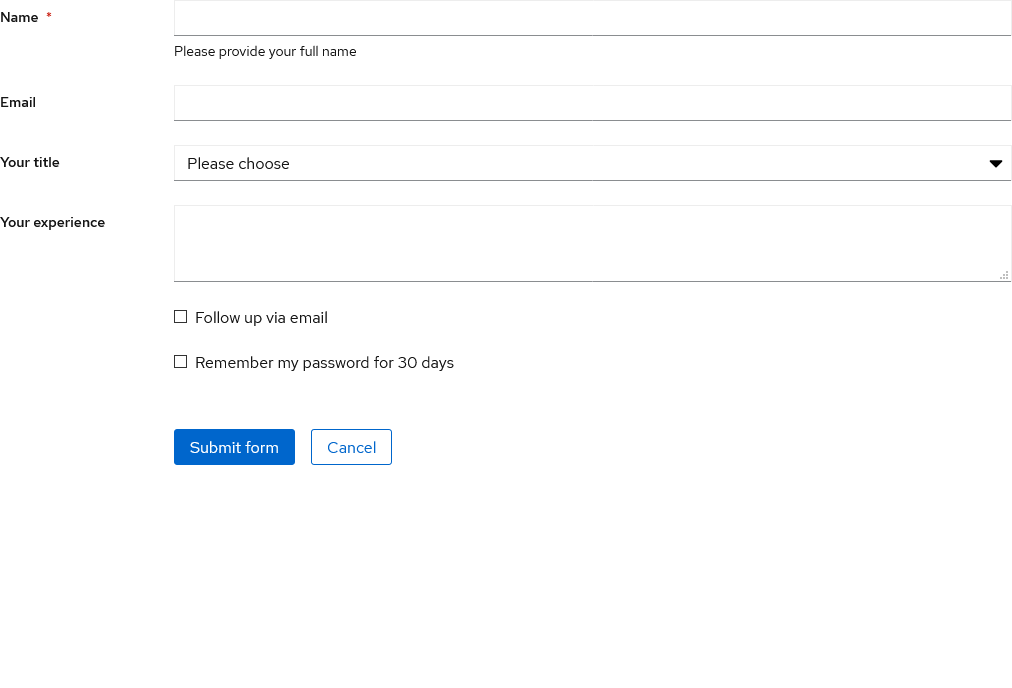 Name *
Please provide your full name
Email
Your title
Please choose
Your experience
Follow up via email
Remember my password for 30 days
Submit form
Cancel